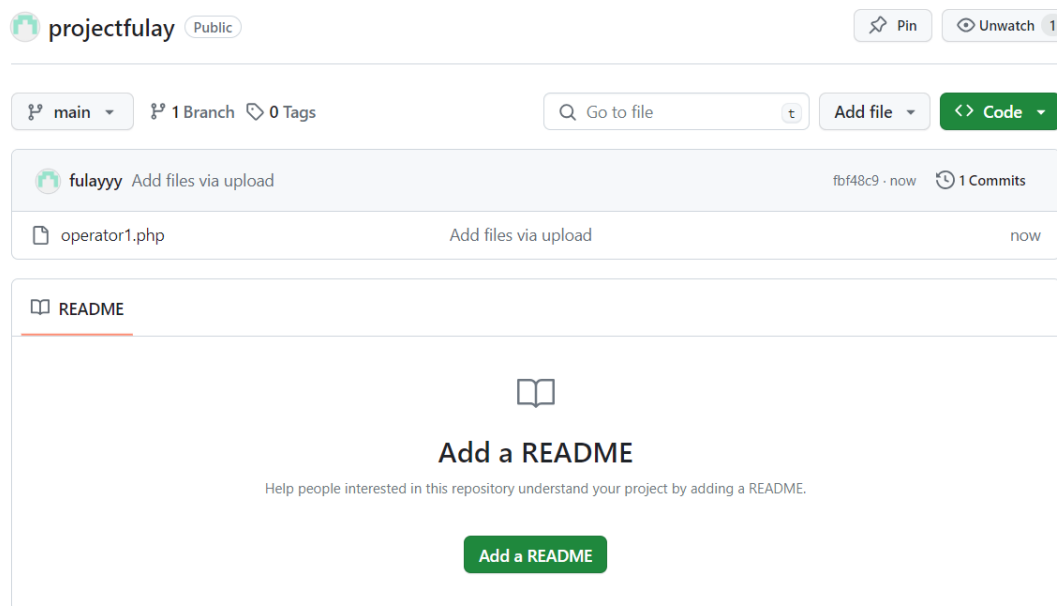 projectfulay Public Pin Unwatch 1
main 1 Branch 0 Tags Go to file t Add file Code
fulayyy Add files via upload fbf48c9 · now 1 Commits
operator1.php Add files via upload now
README
Add a README
Help people interested in this repository understand your project by adding a README.
Add a README